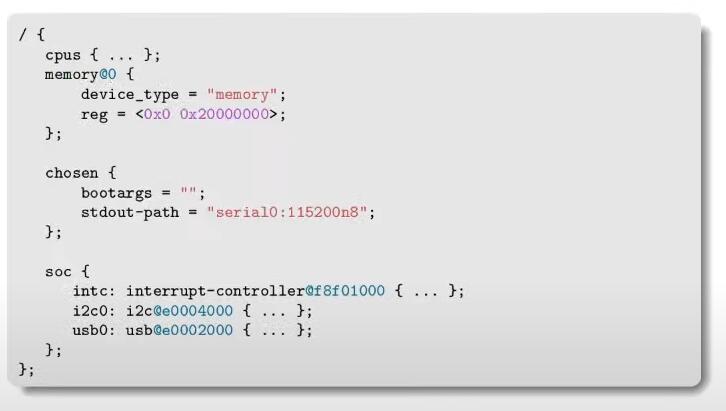 / {
cpus { ... };
memory@0 {
device_type = "memory";
reg = <0x0 0x20000000>;
};
chosen {
bootargs = "";
stdout-path = "serial0:115200n8";
};
soc {
intc: interrupt-controller@f8f01000 { ... };
i2c0: i2c@e0004000 { ... };
usb0: usb@e0002000 { ... };
};
};